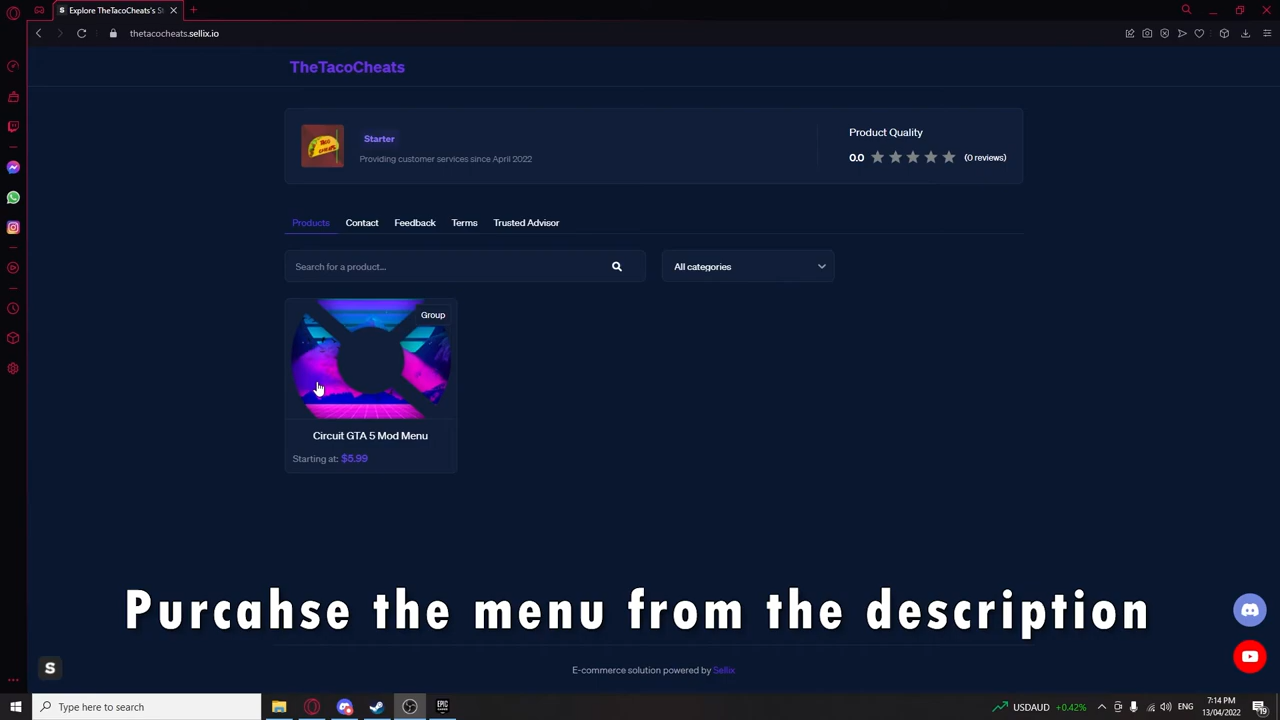 Explore TheTacoCheats's St
thetacocheats.sellix.io
TheTacoCheats
Starter
Providing customer services since April 2022
Product Quality
0.0 (0 reviews)
Products Contact Feedback Terms Trusted Advisor
Search for a product...
All categories
Group
Circuit GTA 5 Mod Menu
Starting at: $5.99
Purcahse the menu from the description
S
E-commerce solution powered by Sellix
Type here to search
USDAUD +0.42%
ENG
7:14 PM
13/04/2022